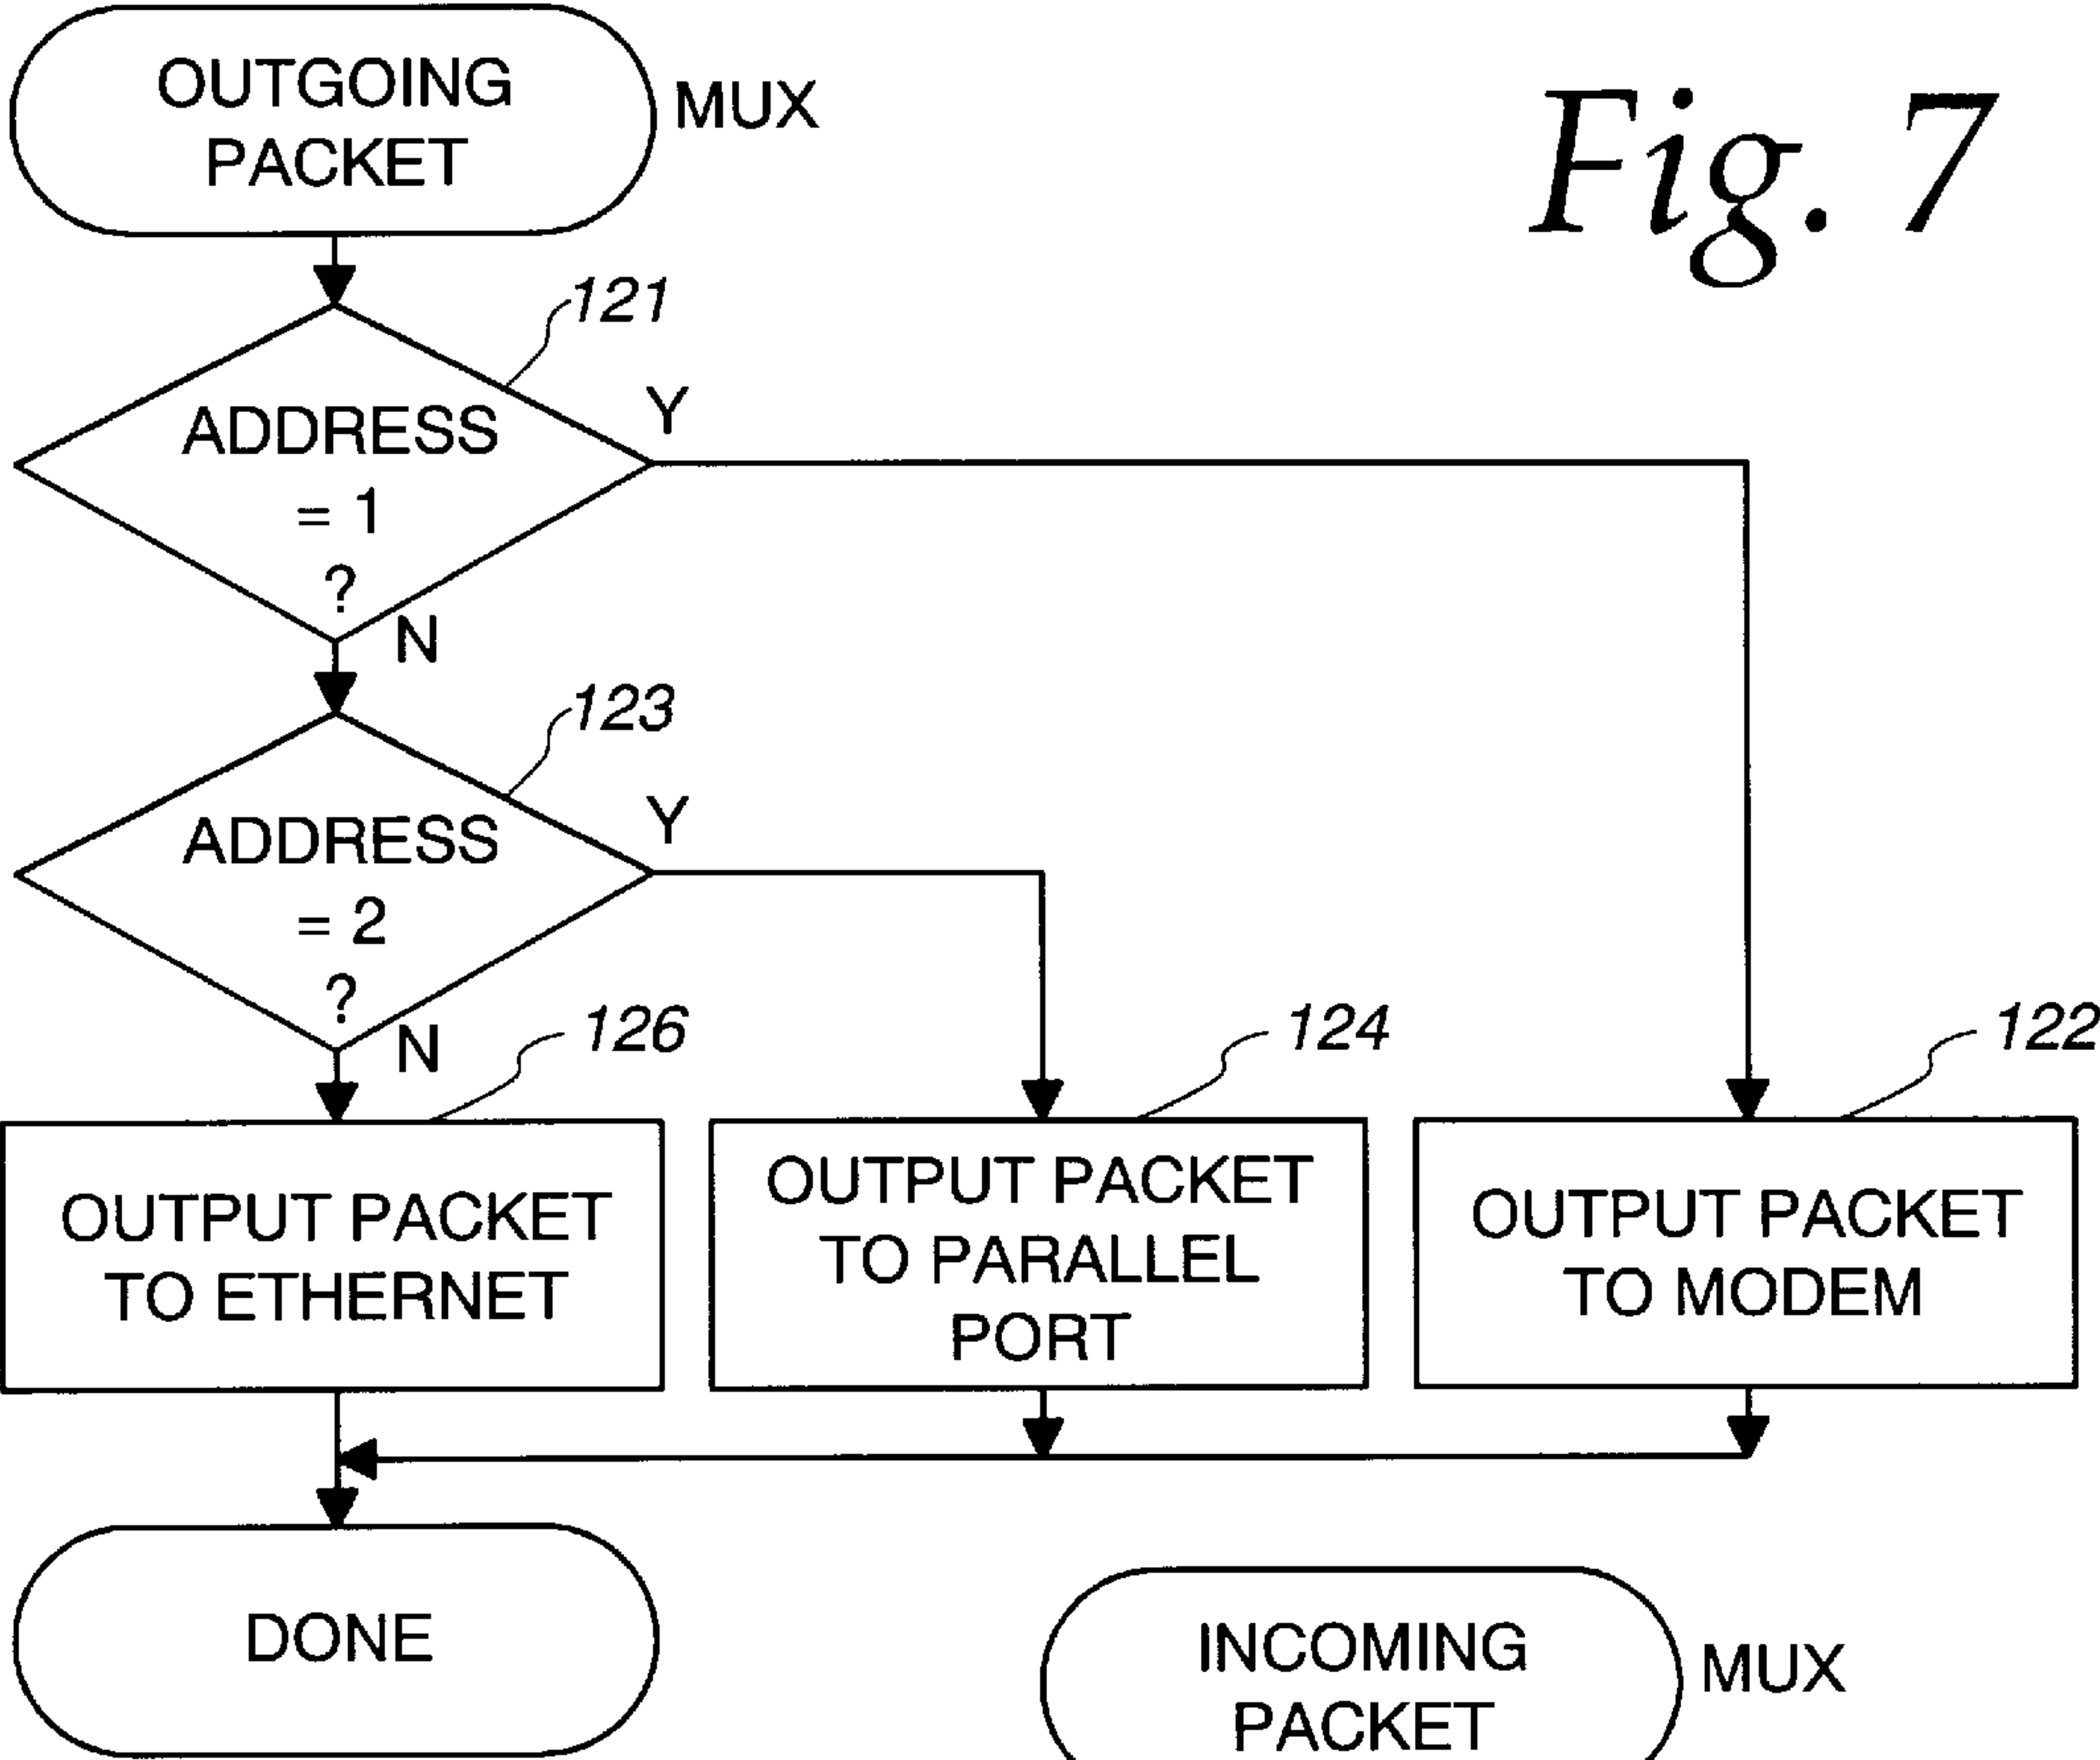 OUTGOING
PACKET
MUX
Fig. 7
121
ADDRESS
= 1
?
Y
N
123
ADDRESS
= 2
?
Y
N
126
124
122
OUTPUT PACKET
TO ETHERNET
OUTPUT PACKET
TO PARALLEL
PORT
OUTPUT PACKET
TO MODEM
DONE
INCOMING
PACKET
MUX